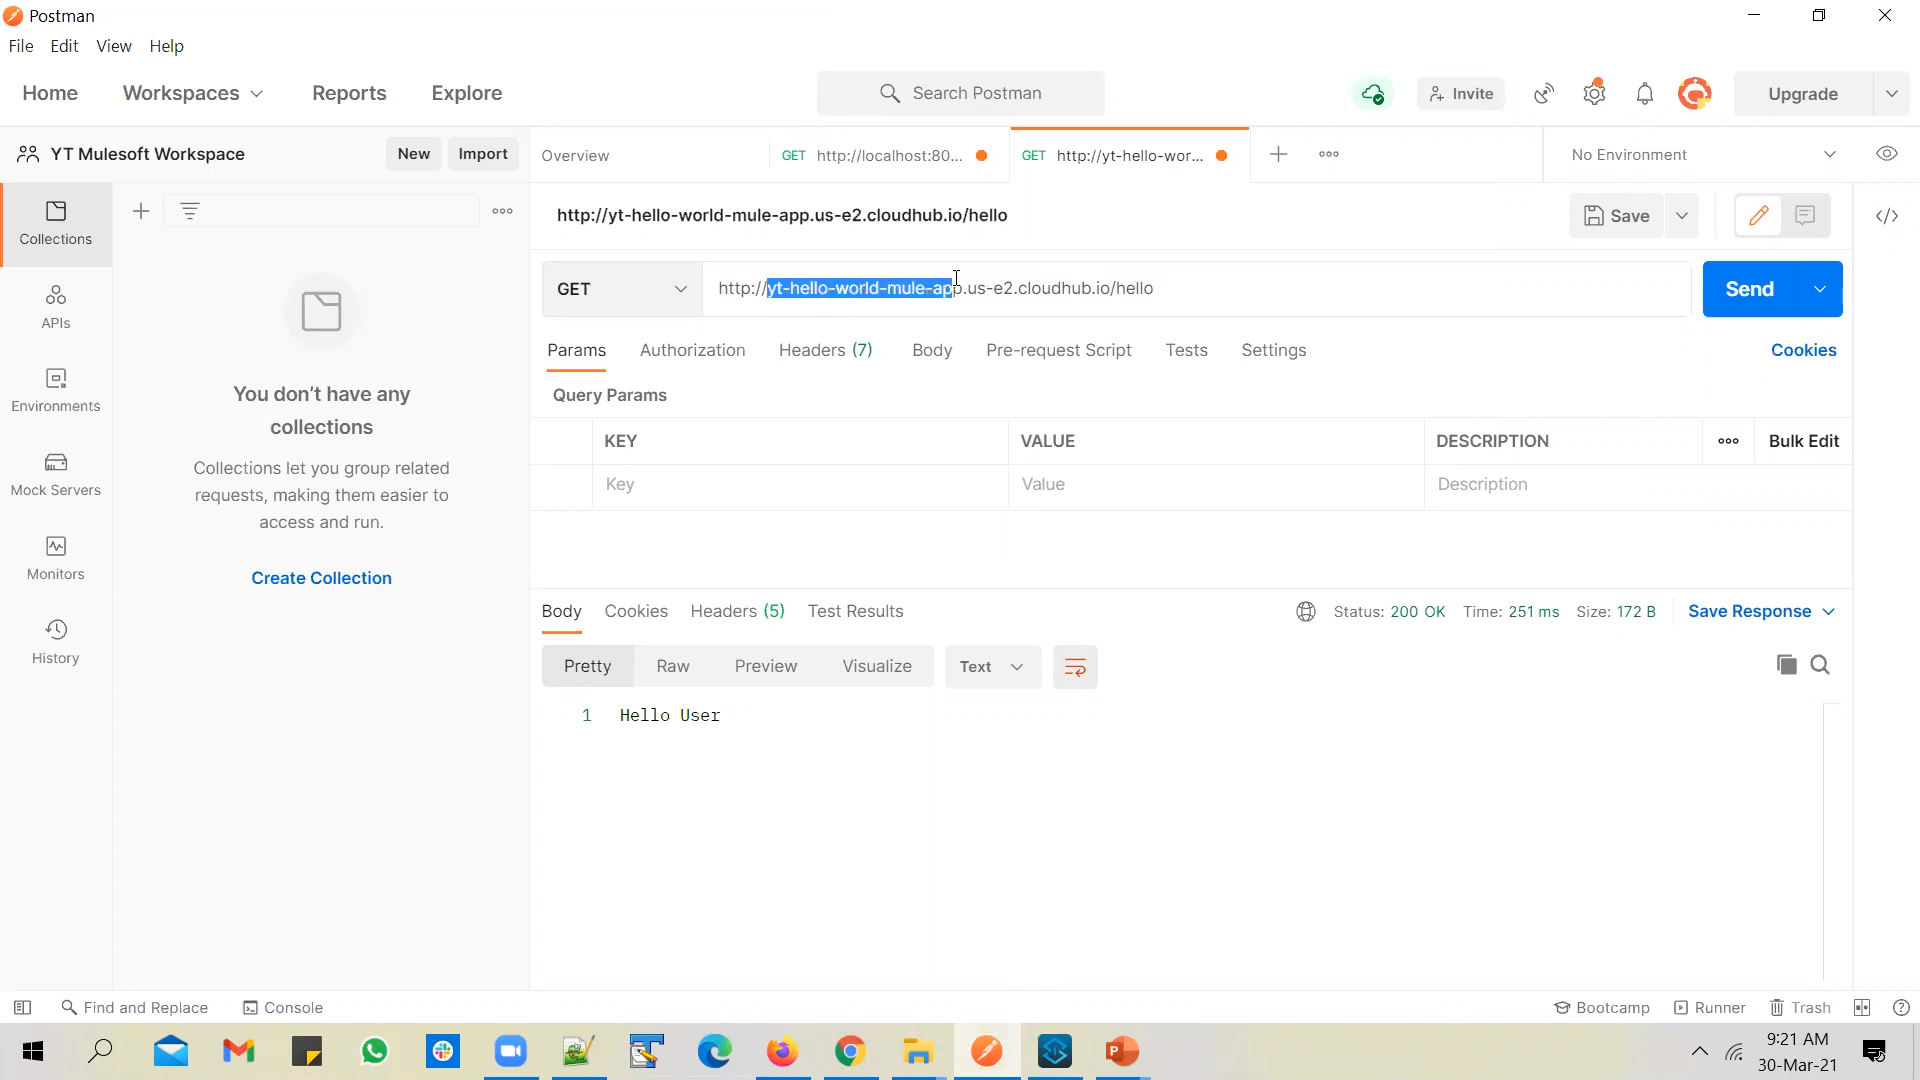 Postman
File Edit View Help
Home Workspaces Reports Explore Search Postman Invite Upgrade
YT Mulesoft Workspace New Import Overview GET http://localhost:80... GET http://yt-hello-wor... No Environment
http://yt-hello-world-mule-app.us-e2.cloudhub.io/hello Save
Collections
APIs
Environments
Mock Servers
Monitors
History
You don't have any
collections
Collections let you group related
requests, making them easier to
access and run.
Create Collection
GET http://yt-hello-world-mule-app.us-e2.cloudhub.io/hello Send
Params Authorization Headers (7) Body Pre-request Script Tests Settings Cookies
Query Params
KEY VALUE DESCRIPTION Bulk Edit
Key Value Description
Body Cookies Headers (5) Test Results Status: 200 OK Time: 251 ms Size: 172 B Save Response
Pretty Raw Preview Visualize Text
1 Hello User
Find and Replace Console Bootcamp Runner Trash
9:21 AM
30-Mar-21